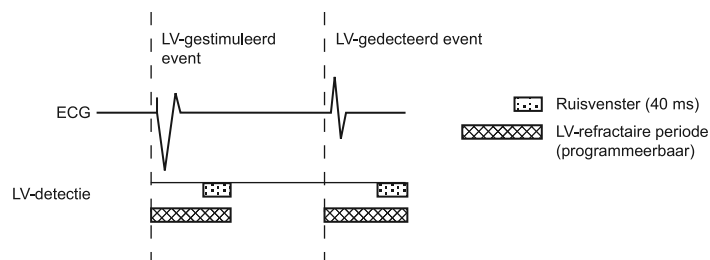 LV-gestimuleerd
event
LV-gedecteerd event
ECG
Ruisvenster (40 ms)
LV-refractaire periode
(programmeerbaar)
LV-detectie